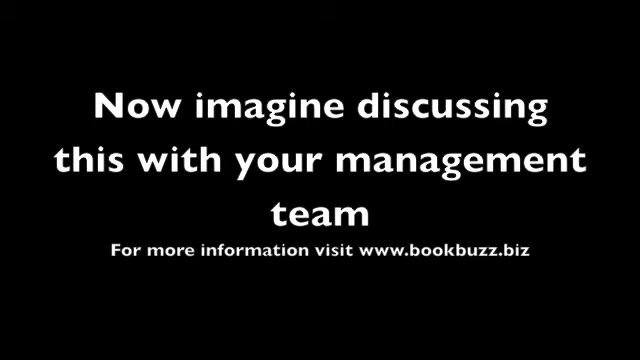 Now imagine discussing
this with your management
team
For more information visit www.bookbuzz.biz